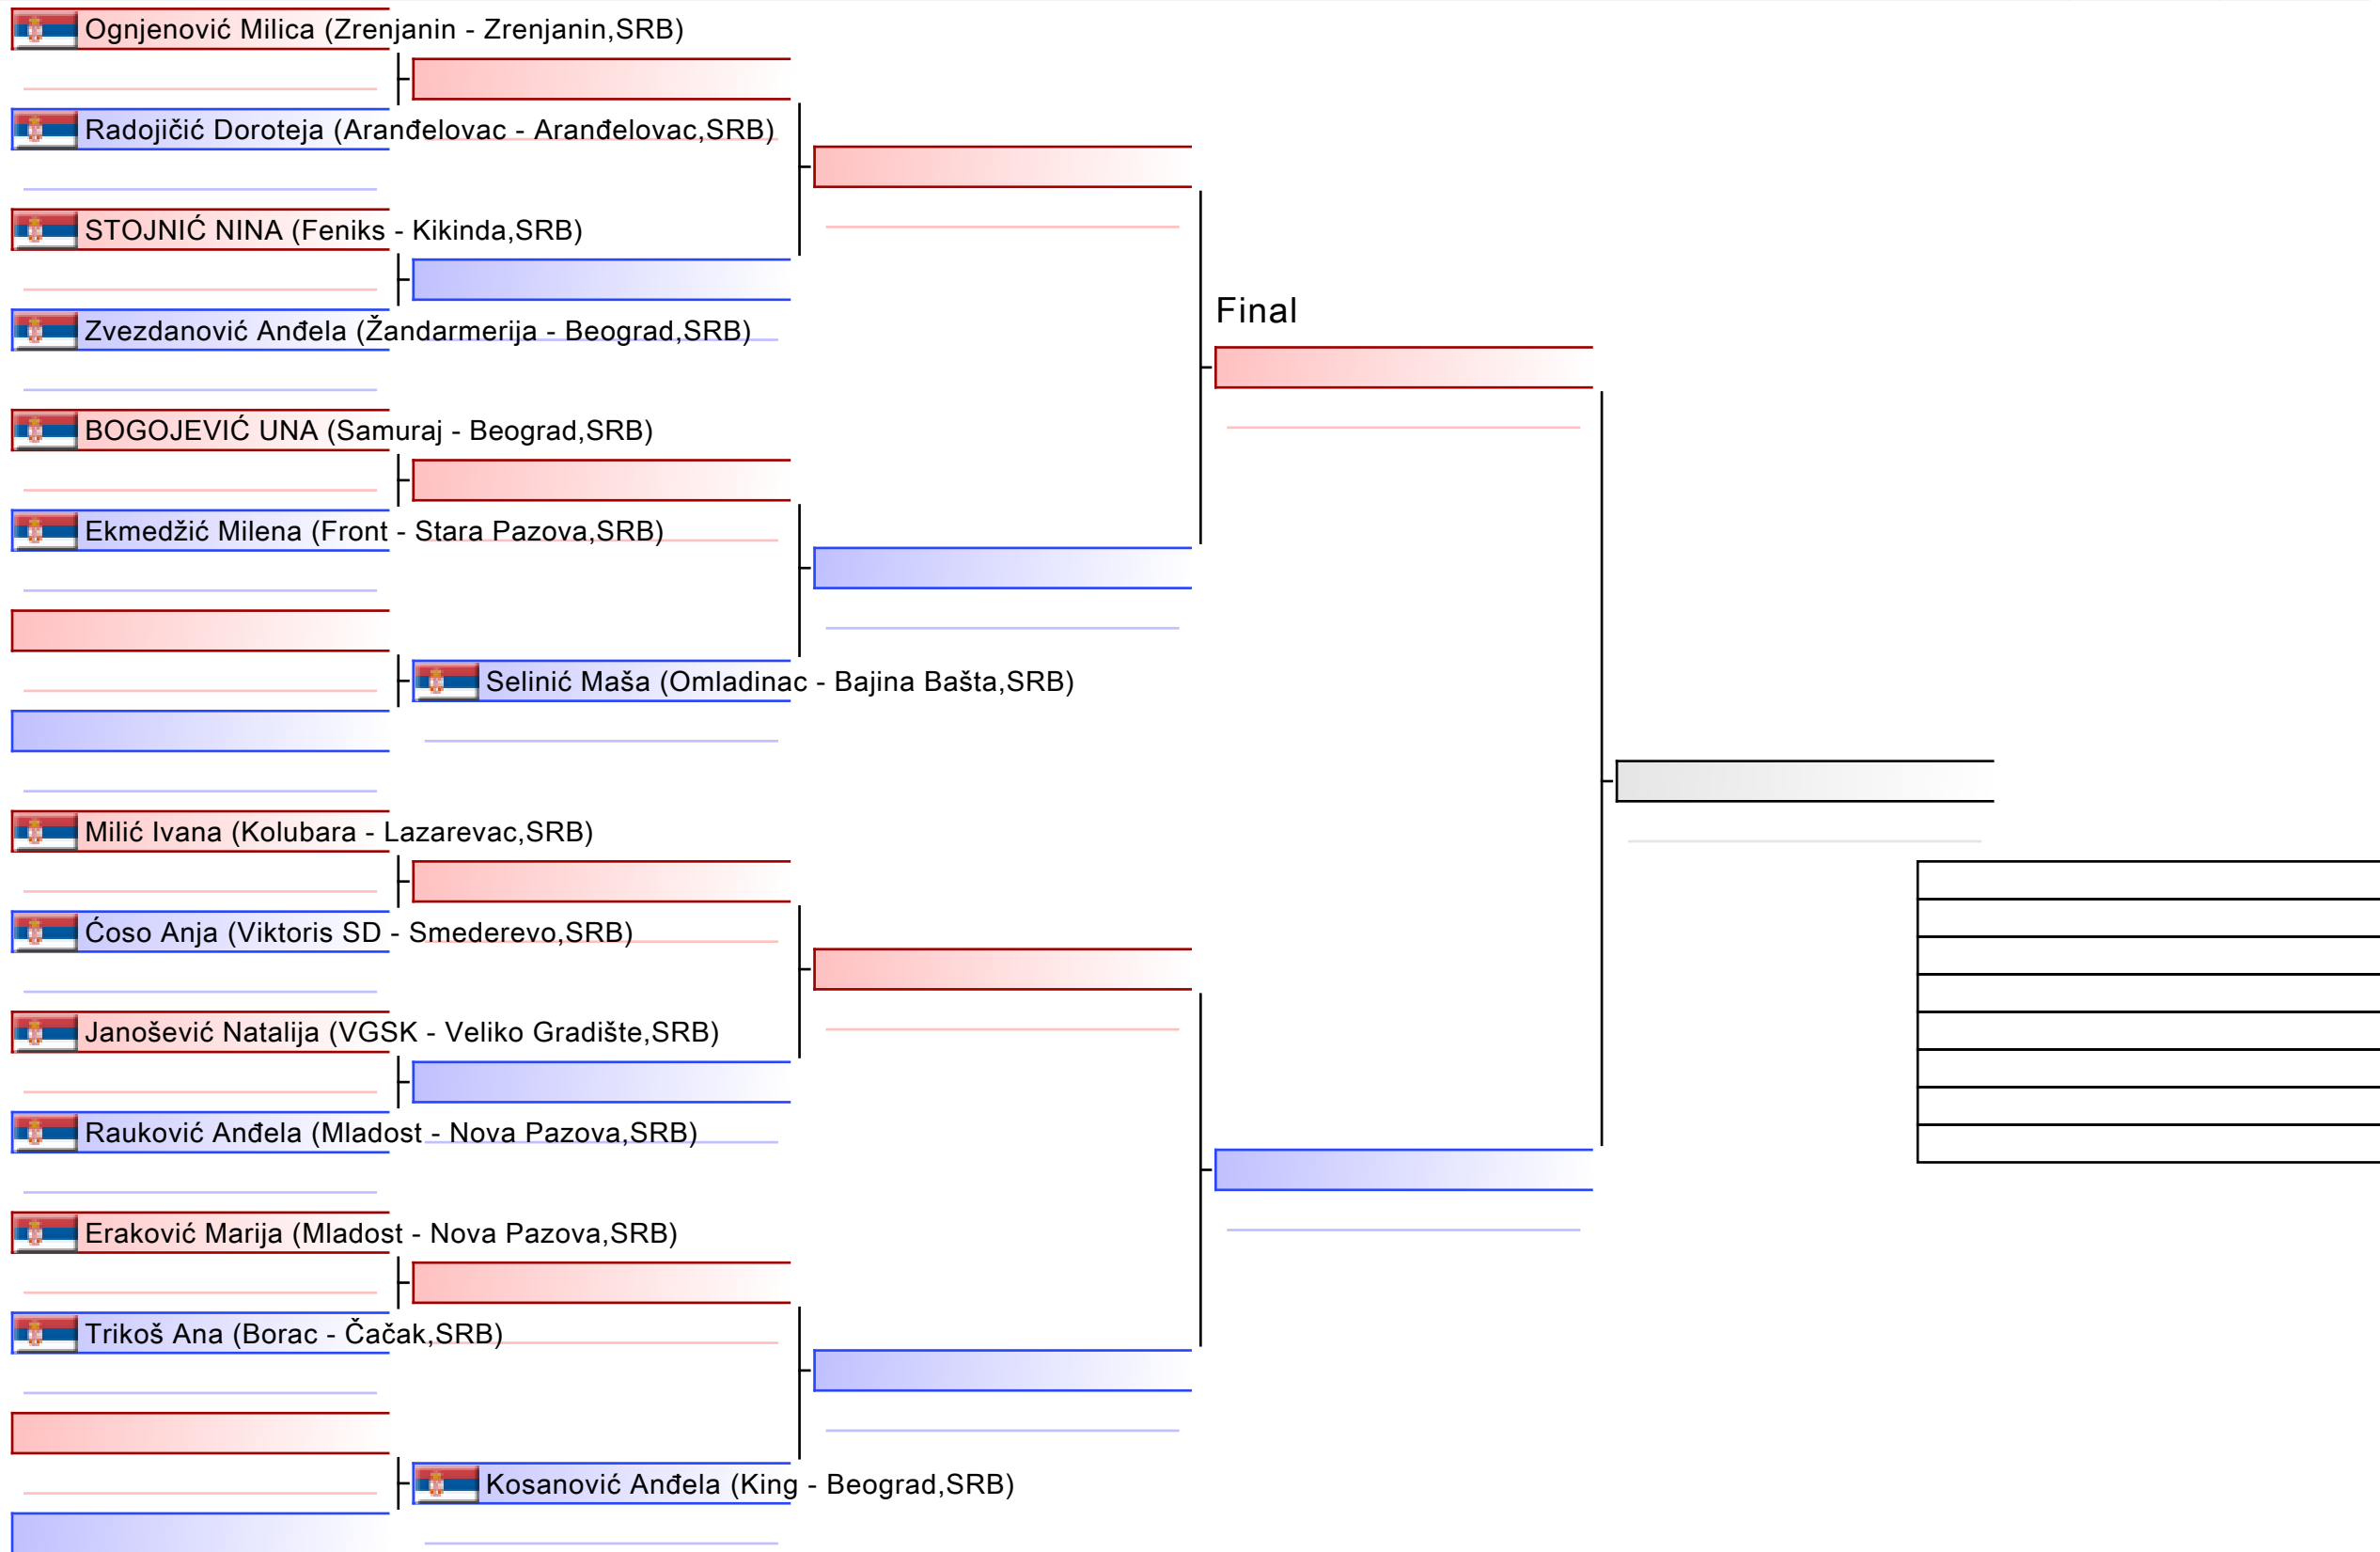 Ognjenović Milica (Zrenjanin - Zrenjanin,SRB)
Radojičić Doroteja (Aranđelovac - Aranđelovac,SRB)
STOJNIĆ NINA (Feniks - Kikinda,SRB)
Final
Zvezdanović Anđela (Žandarmerija - Beograd,SRB)
BOGOJEVIĆ UNA (Samuraj - Beograd,SRB)
Ekmedžić Milena (Front - Stara Pazova,SRB)
Selinić Maša (Omladinac - Bajina Bašta,SRB)
Milić Ivana (Kolubara - Lazarevac,SRB)
Ćoso Anja (Viktoris SD - Smederevo,SRB)
Janošević Natalija (VGSK - Veliko Gradište,SRB)
Rauković Anđela (Mladost - Nova Pazova,SRB)
Eraković Marija (Mladost - Nova Pazova,SRB)
Trikoš Ana (Borac - Čačak,SRB)
Kosanović Anđela (King - Beograd,SRB)